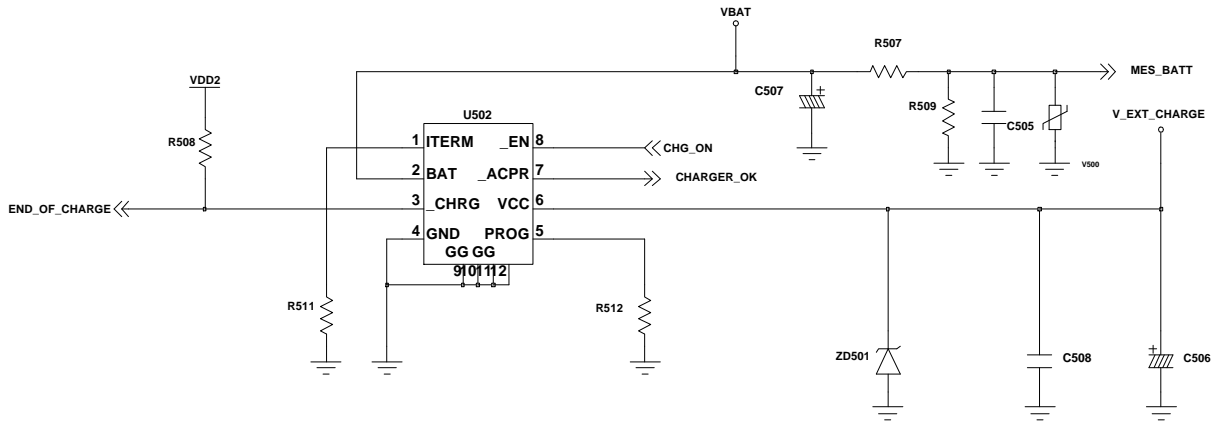 VBAT
R507
MES_BATT
VDD2
C507
+
R509
C505
V_EXT_CHARGE
V500
U502
R508
1 ITERM _EN 8
CHG_ON
2 BAT _ACPR 7
CHARGER_OK
END_OF_CHARGE
3 _CHRG VCC 6
4 GND PROG 5
GG GG
9 10 11 12
R511
R512
ZD501
C508
+
C506